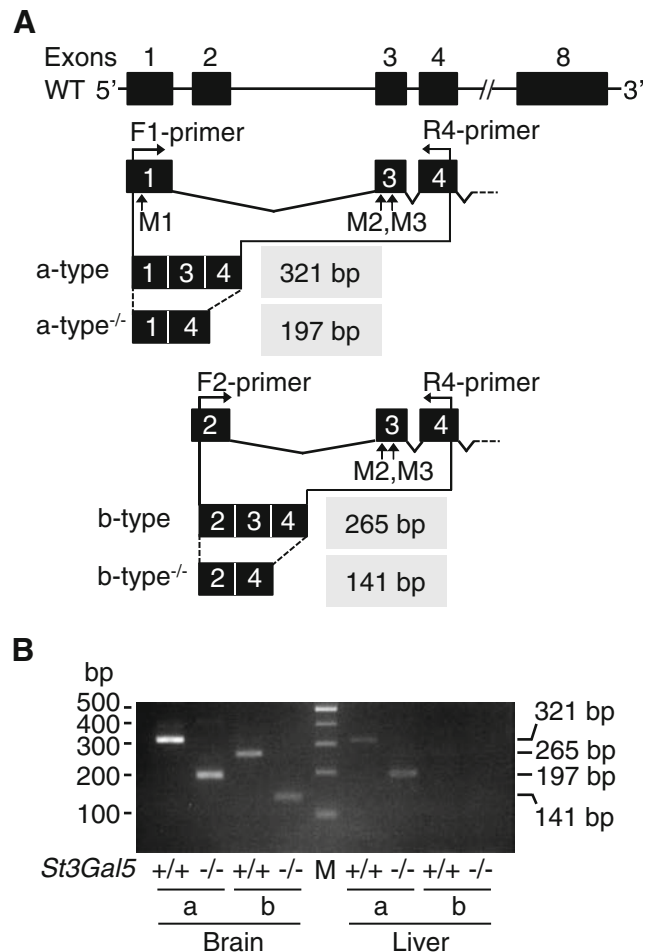 A
Exons 1 2 3 4 8
WT 5’ // 3’
F1-primer R4-primer
1 3 4
M1 M2,M3
a-type 1 3 4 321 bp
a-type-/- 1 4 197 bp
F2-primer R4-primer
2 3 4
M2,M3
b-type 2 3 4 265 bp
b-type-/- 2 4 141 bp
B
bp
500
400
300
200
100
321 bp
265 bp
197 bp
141 bp
St3Gal5 +/+ -/- +/+ -/- M +/+ -/- +/+ -/-
a b a b
Brain Liver